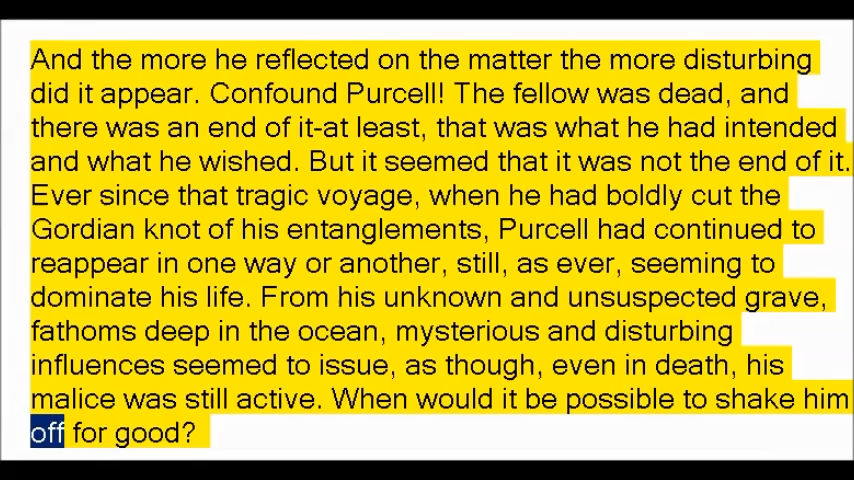 And the more he reflected on the matter the more disturbing
did it appear. Confound Purcell! The fellow was dead, and
there was an end of it-at least, that was what he had intended
and what he wished. But it seemed that it was not the end of it.
Ever since that tragic voyage, when he had boldly cut the
Gordian knot of his entanglements, Purcell had continued to
reappear in one way or another, still, as ever, seeming to
dominate his life. From his unknown and unsuspected grave,
fathoms deep in the ocean, mysterious and disturbing
influences seemed to issue, as though, even in death, his
malice was still active. When would it be possible to shake him
off for good?